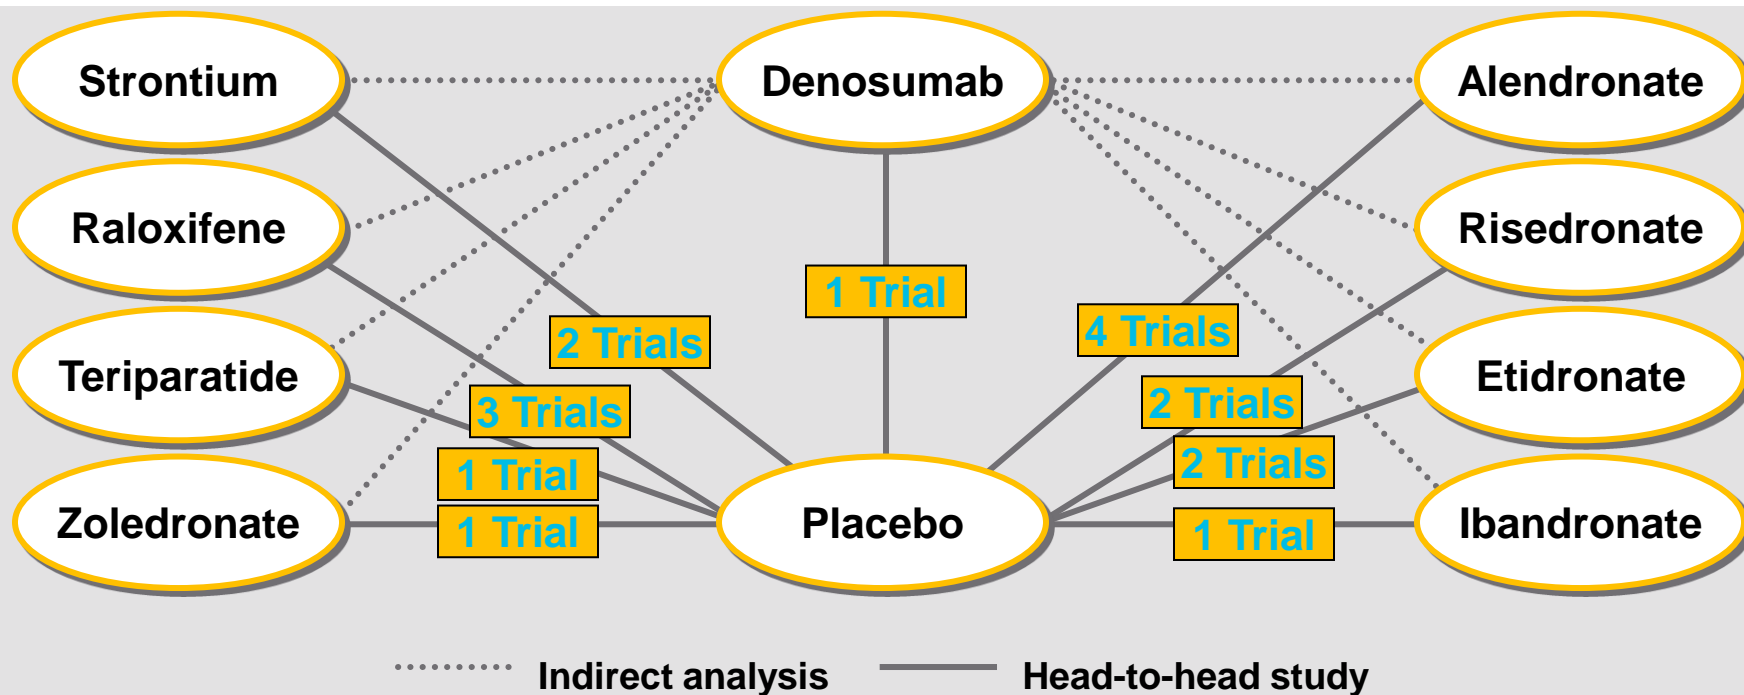 Strontium
Denosumab
Alendronate
Raloxifene
Risedronate
1 Trial
4 Trials
2 Trials
Teriparatide
Etidronate
3 Trials
2 Trials
1 Trial
2 Trials
Zoledronate
1 Trial
Placebo
1 Trial
Ibandronate
Indirect analysis
Head-to-head study